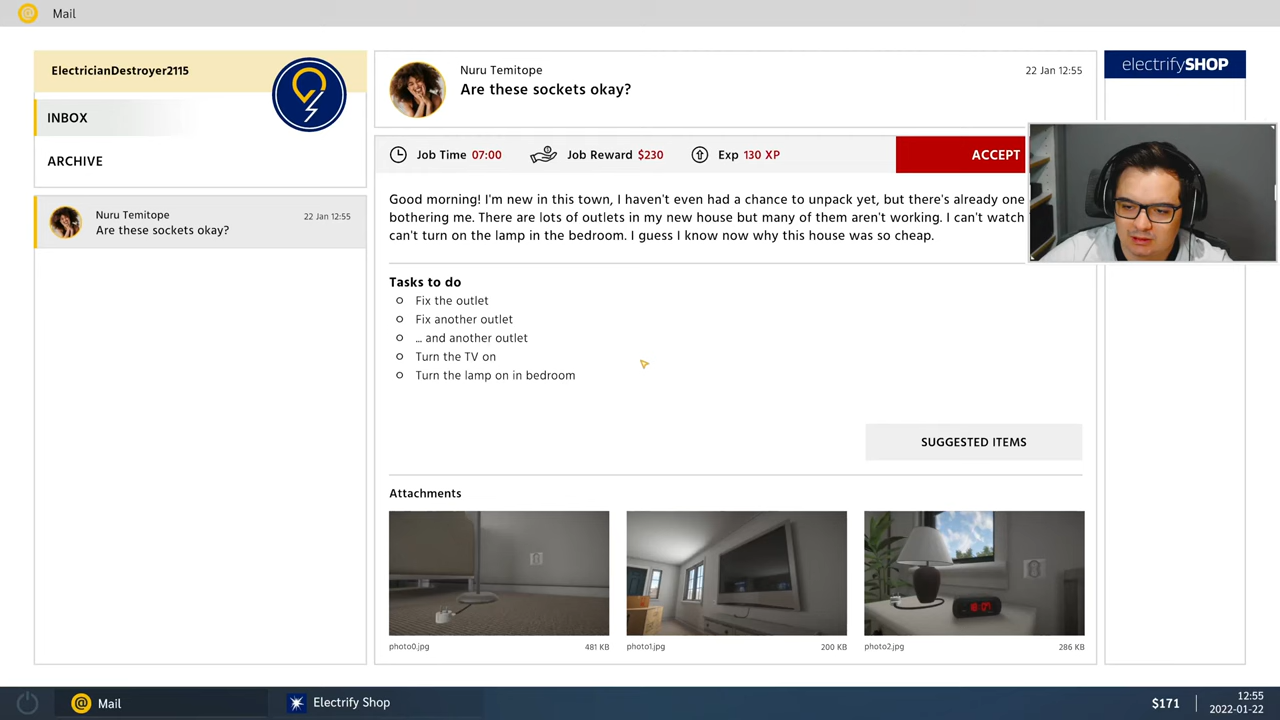 Mail
ElectricianDestroyer2115
INBOX
ARCHIVE
Nuru Temitope
22 Jan 12:55
Are these sockets okay?
Nuru Temitope
22 Jan 12:55
Are these sockets okay?
electrifySHOP
Job Time 07:00
Job Reward $230
Exp 130 XP
ACCEPT
Good morning! I'm new in this town, I haven't even had a chance to unpack yet, but there's already one
bothering me. There are lots of outlets in my new house but many of them aren't working. I can't watch
can't turn on the lamp in the bedroom. I guess I know now why this house was so cheap.
Tasks to do
Fix the outlet
Fix another outlet
... and another outlet
Turn the TV on
Turn the lamp on in bedroom
SUGGESTED ITEMS
Attachments
photo0.jpg
481 KB
photo1.jpg
200 KB
photo2.jpg
286 KB
Mail
Electrify Shop
$171
12:55
2022-01-22